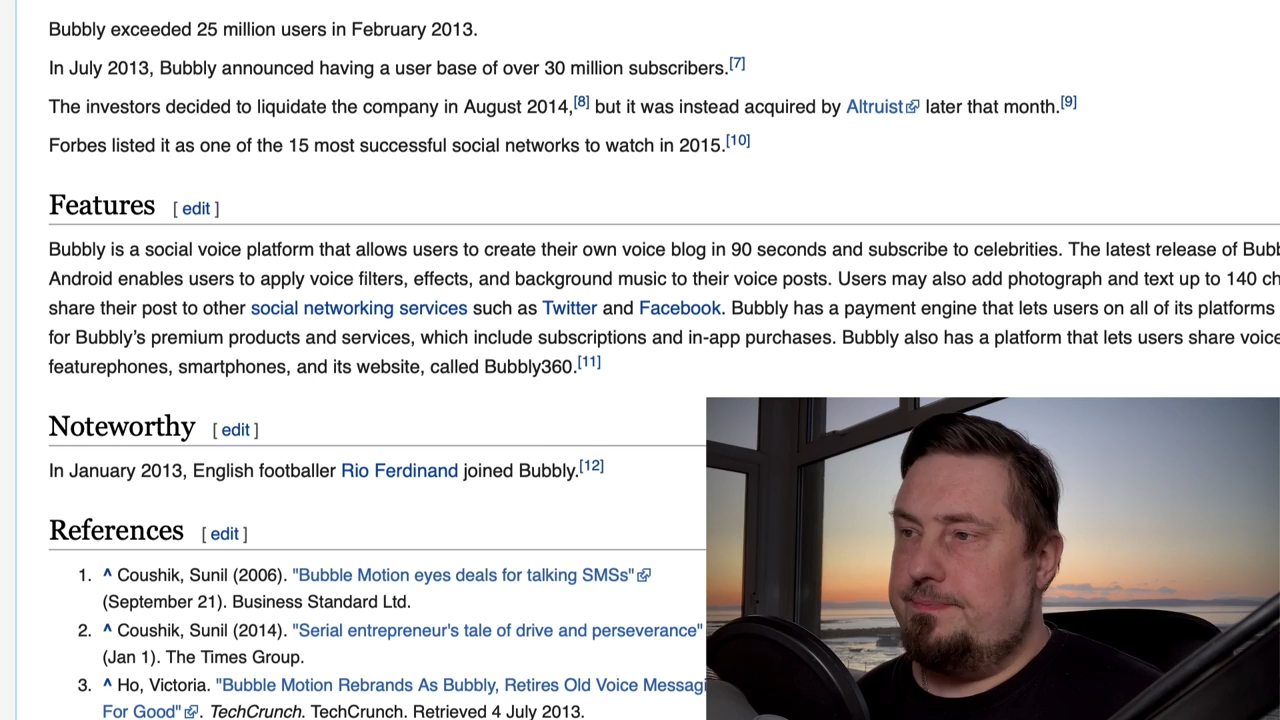 Bubbly exceeded 25 million users in February 2013.
In July 2013, Bubbly announced having a user base of over 30 million subscribers.[7]
The investors decided to liquidate the company in August 2014,[8] but it was instead acquired by Altruist later that month.[9]
Forbes listed it as one of the 15 most successful social networks to watch in 2015.[10]
Features [ edit ]
Bubbly is a social voice platform that allows users to create their own voice blog in 90 seconds and subscribe to celebrities. The latest release of
Android enables users to apply voice filters, effects, and background music to their voice posts. Users may also add photograph and text up to 140
share their post to other social networking services such as Twitter and Facebook. Bubbly has a payment engine that lets users on all of its platforms
for Bubbly’s premium products and services, which include subscriptions and in-app purchases. Bubbly also has a platform that lets users share voice
featurephones, smartphones, and its website, called Bubbly360.[11]
Noteworthy [ edit ]
In January 2013, English footballer Rio Ferdinand joined Bubbly.[12]
References [ edit ]
1. ^ Coushik, Sunil (2006). "Bubble Motion eyes deals for talking SMSs"
(September 21). Business Standard Ltd.
2. ^ Coushik, Sunil (2014). "Serial entrepreneur's tale of drive and perseverance"
(Jan 1). The Times Group.
3. ^ Ho, Victoria. "Bubble Motion Rebrands As Bubbly, Retires Old Voice
For Good". TechCrunch. TechCrunch. Retrieved 4 July 2013.